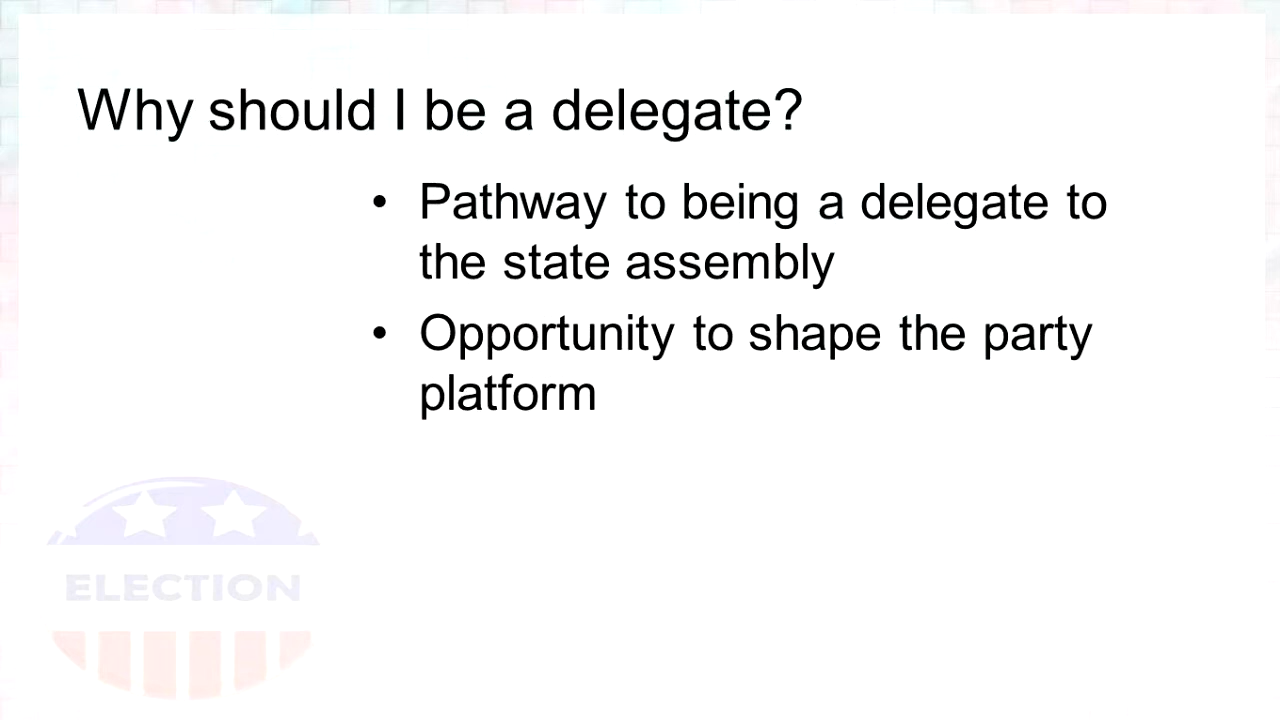 Why should I be a delegate?
• Pathway to being a delegate to
the state assembly
• Opportunity to shape the party
platform
ELECTION